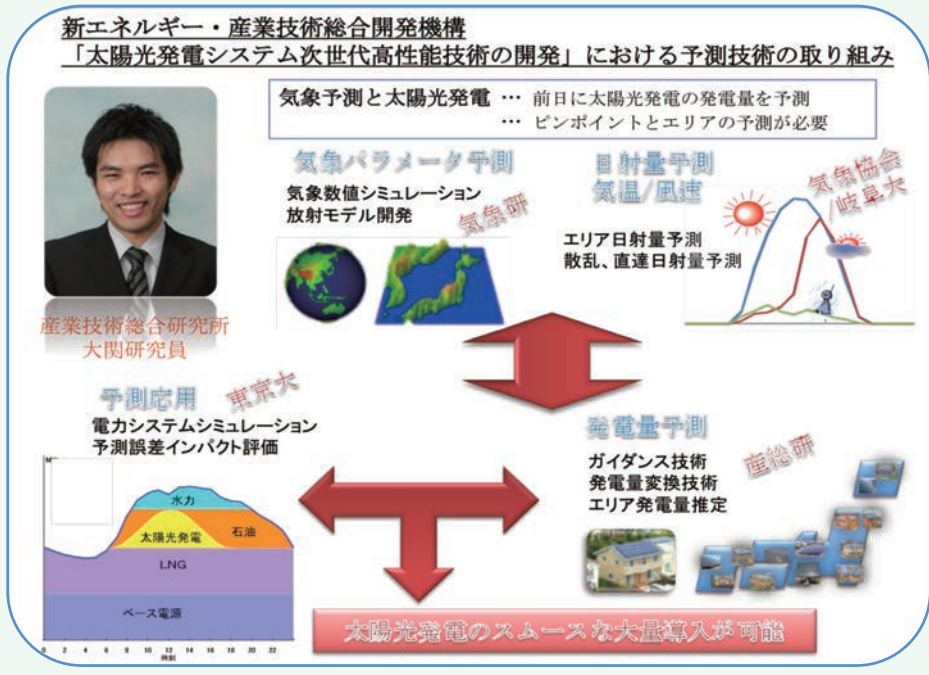 新エネルギー・産業技術総合開発機構
「太陽光発電システム次世代高性能技術の開発」における予測技術の取り組み
気象予測と太陽光発電 … 前日に太陽光発電の発電量を予測
… ピンポイントとエリアの予測が必要
産業技術総合研究所
大関研究員
気象パラメータ予測
気象数値シミュレーション
放射モデル開発
気象研
日射量予測
気温/風速
気象協会
/岐阜大
エリア日射量予測
散乱、直達日射量予測
予測応用
東京大
電力システムシミュレーション
予測誤差インパクト評価
水力
太陽光発電
石油
LNG
ベース電源
0 2 4 6 8 10 12 14 16 18 20 22
時刻
発電量予測
産総研
ガイダンス技術
発電量変換技術
エリア発電量推定
太陽光発電のスムースな大量導入が可能